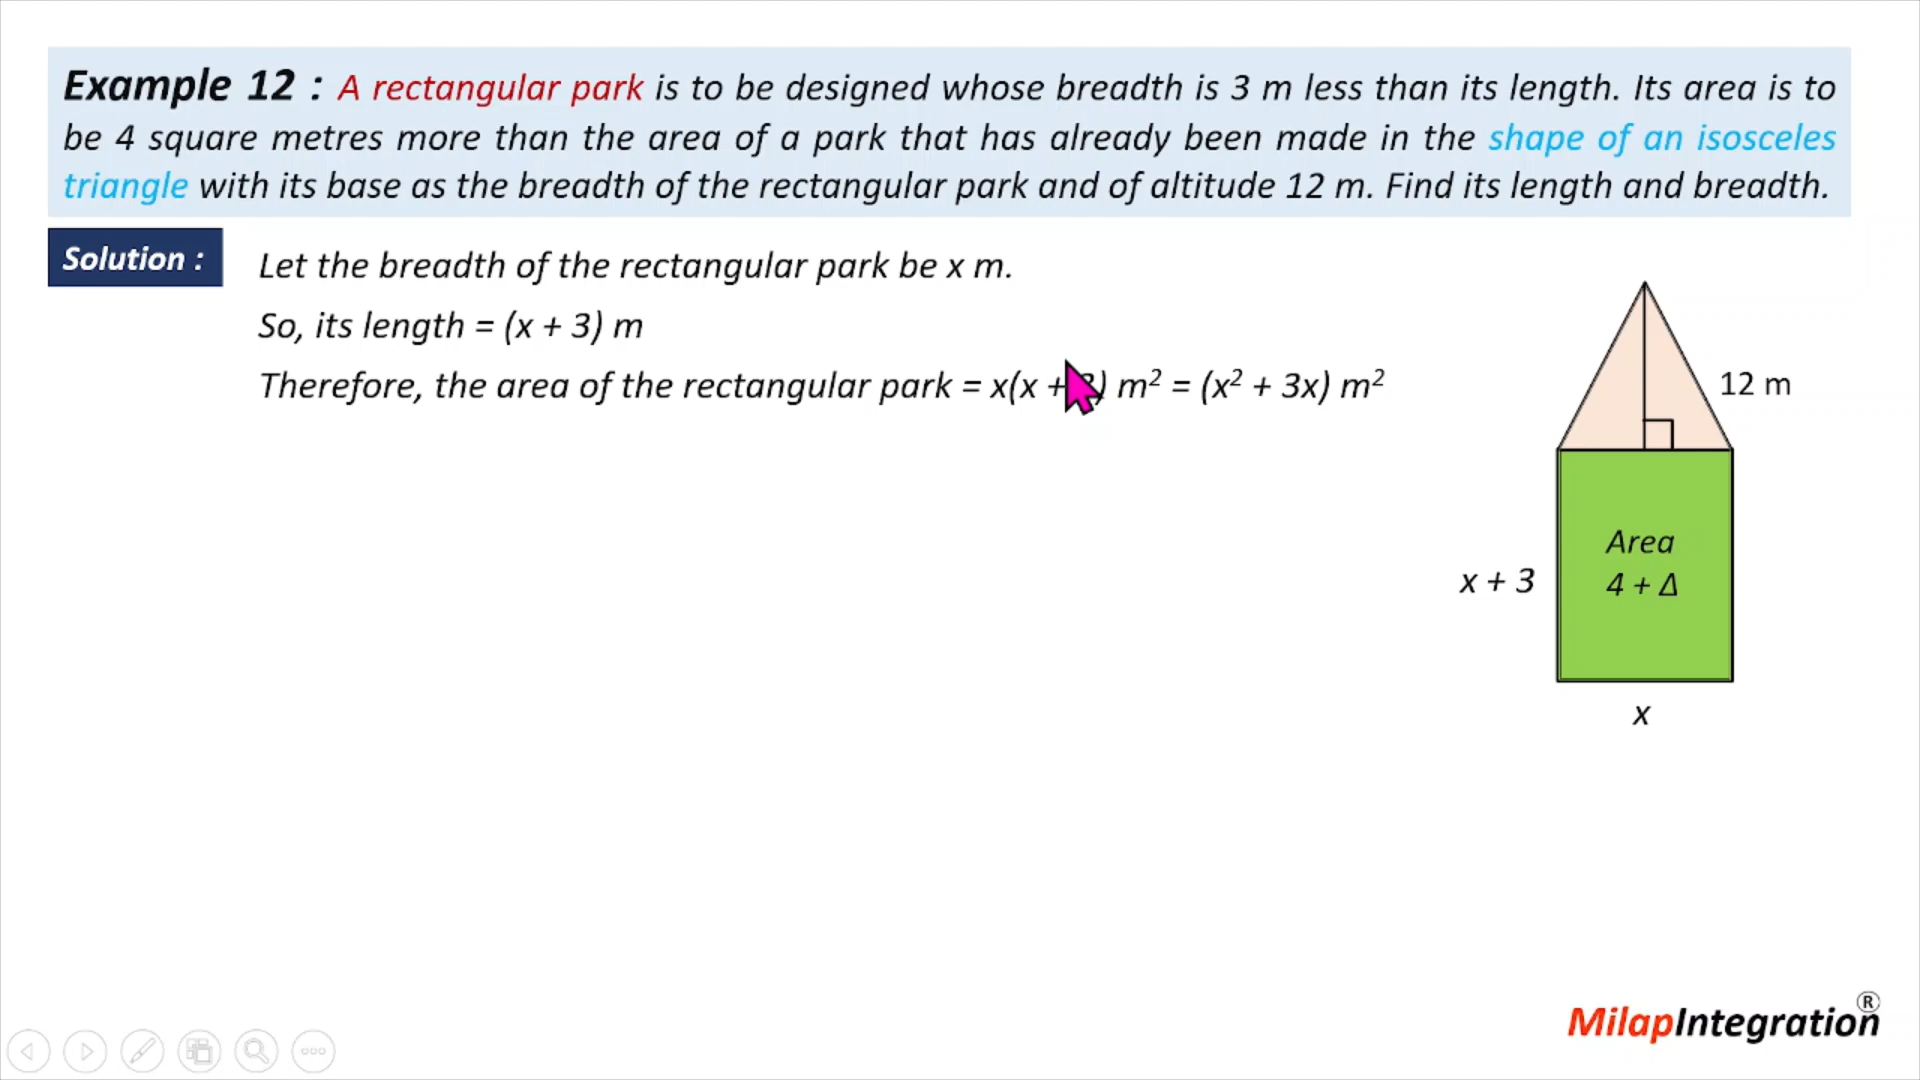 Example 12 : A rectangular park is to be designed whose breadth is 3 m less than its length. Its area is to
be 4 square metres more than the area of a park that has already been made in the shape of an isosceles
triangle with its base as the breadth of the rectangular park and of altitude 12 m. Find its length and breadth.
Solution :
Let the breadth of the rectangular park be x m.
So, its length = (x + 3) m
Therefore, the area of the rectangular park = x(x + 3) m² = (x² + 3x) m²
12 m
Area
4 + Δ
x + 3
x
MilapIntegration®